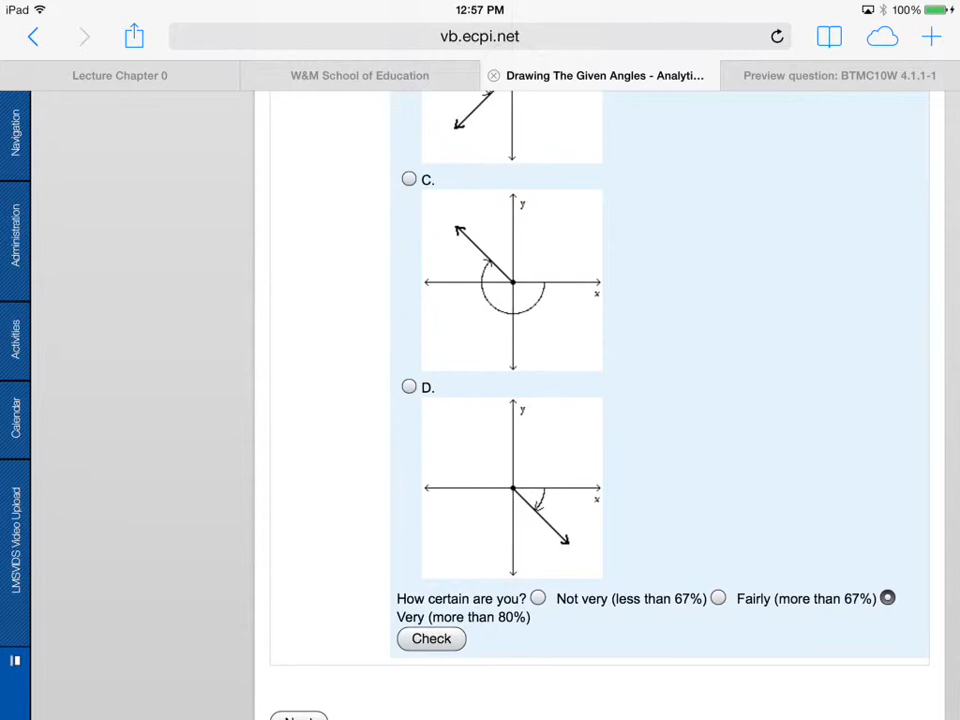 iPad 12:57 PM 100%
vb.ecpi.net
Lecture Chapter 0 W&M School of Education Drawing The Given Angles - Analyti... Preview question: BTMC10W 4.1.1-1
Navigation
Administration
Activities
Calendar
LMSVIDS Video Upload
C.
y
x
D.
y
x
How certain are you? Not very (less than 67%) Fairly (more than 67%)
Very (more than 80%)
Check